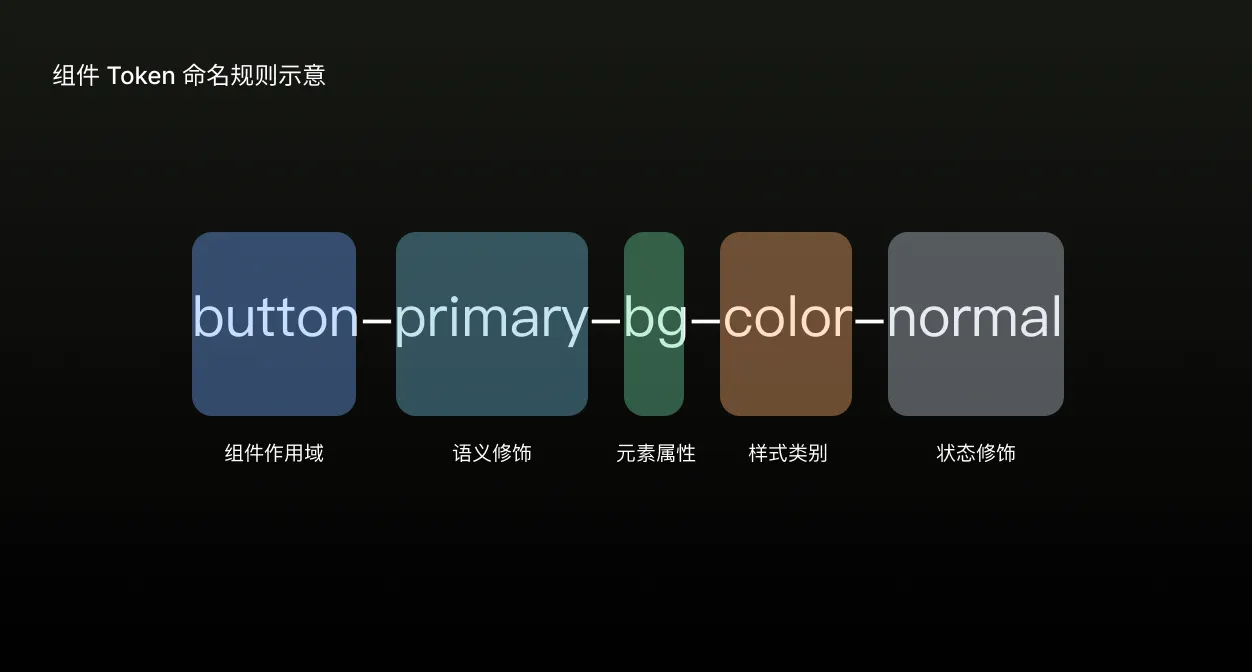 组件 Token 命名规则示意
button–primary–bg–color–normal
组件作用域 语义修饰 元素属性 样式类别 状态修饰